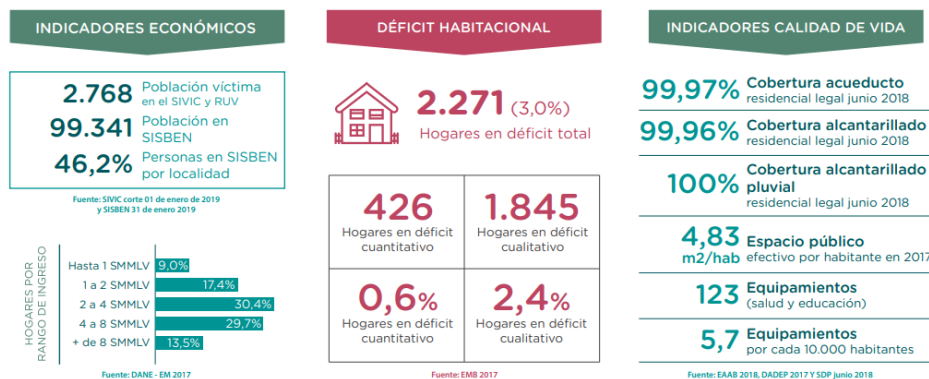 INDICADORES ECONÓMICOS
2.768 Población víctima
en el SIVIC y RUV
99.341 Población en
SISBEN
46,2% Personas en SISBEN
por localidad
Fuente: SIVIC corte 01 de enero de 2019
y SISBEN 31 de enero 2019
HOGARES POR
RANGO DE INGRESO
Hasta 1 SMMLV 9,0%
1 a 2 SMMLV 17,4%
2 a 4 SMMLV 30,4%
4 a 8 SMMLV 29,7%
+ de 8 SMMLV 13,5%
Fuente: DANE - EM 2017
DÉFICIT HABITACIONAL
2.271 (3,0%)
Hogares en déficit total
426
Hogares en déficit
cuantitativo
1.845
Hogares en déficit
cualitativo
0,6%
Hogares en déficit
cuantitativo
2,4%
Hogares en déficit
cualitativo
Fuente: EMB 2017
INDICADORES CALIDAD DE VIDA
99,97% Cobertura acueducto
residencial legal junio 2018
99,96% Cobertura alcantarillado
residencial legal junio 2018
100% Cobertura alcantarillado
pluvial
residencial legal junio 2018
4,83 Espacio público
m2/hab efectivo por habitante en 2017
123 Equipamientos
(salud y educación)
5,7 Equipamientos
por cada 10.000 habitantes
Fuente: EAAB 2018, DADEP 2017 Y SDP junio 2018